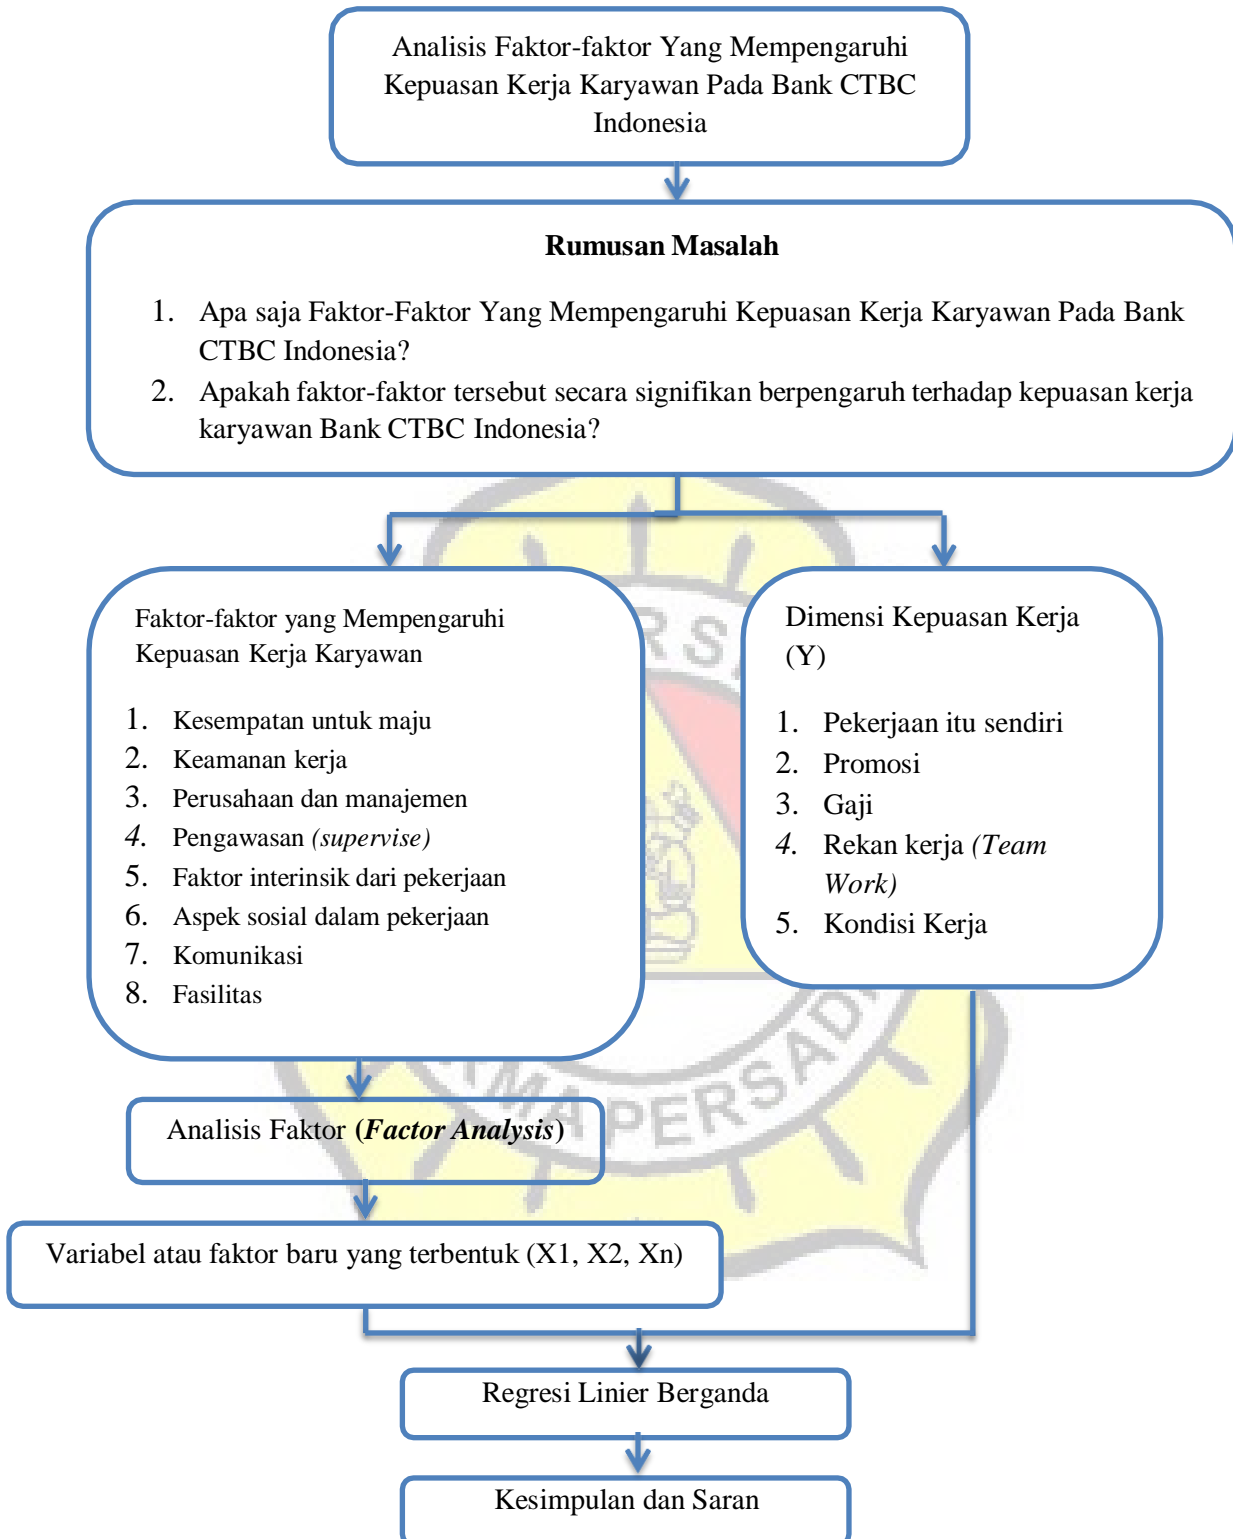 Analisis Faktor-faktor Yang Mempengaruhi
Kepuasan Kerja Karyawan Pada Bank CTBC
Indonesia
Rumusan Masalah
1. Apa saja Faktor-Faktor Yang Mempengaruhi Kepuasan Kerja Karyawan Pada Bank
CTBC Indonesia?
2. Apakah faktor-faktor tersebut secara signifikan berpengaruh terhadap kepuasan kerja
karyawan Bank CTBC Indonesia?
Faktor-faktor yang Mempengaruhi
Kepuasan Kerja Karyawan
1. Kesempatan untuk maju
2. Keamanan kerja
3. Perusahaan dan manajemen
4. Pengawasan (supervise)
5. Faktor interinsik dari pekerjaan
6. Aspek sosial dalam pekerjaan
7. Komunikasi
8. Fasilitas
Dimensi Kepuasan Kerja
(Y)
1. Pekerjaan itu sendiri
2. Promosi
3. Gaji
4. Rekan kerja (Team
Work)
5. Kondisi Kerja
Analisis Faktor (Factor Analysis)
Variabel atau faktor baru yang terbentuk (X1, X2, Xn)
Regresi Linier Berganda
Kesimpulan dan Saran